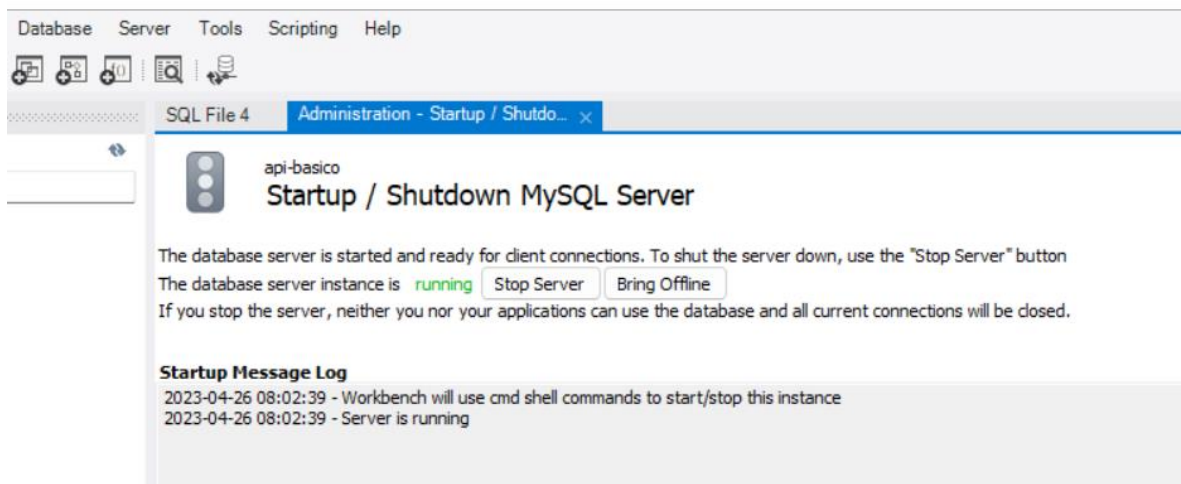 Database Server Tools Scripting Help
SQL File 4 Administration - Startup / Shutdo...
api-basico
Startup / Shutdown MySQL Server
The database server is started and ready for client connections. To shut the server down, use the "Stop Server" button
The database server instance is running Stop Server Bring Offline
If you stop the server, neither you nor your applications can use the database and all current connections will be closed.
Startup Message Log
2023-04-26 08:02:39 - Workbench will use cmd shell commands to start/stop this instance
2023-04-26 08:02:39 - Server is running